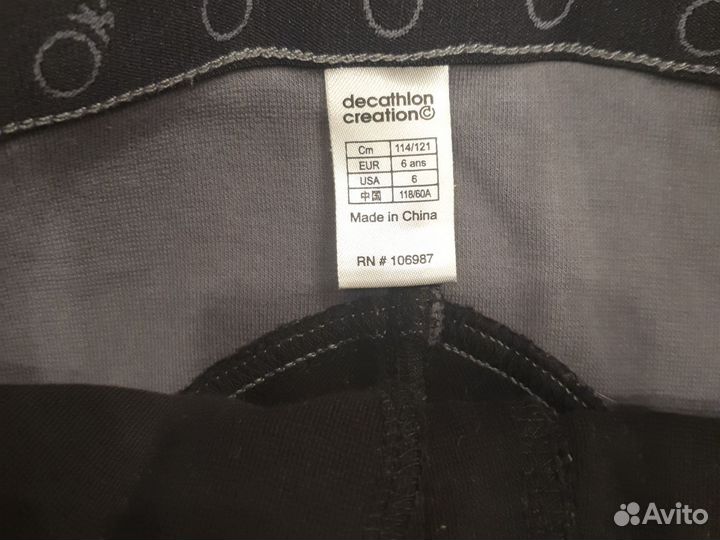 decathlon
creation©
Cm 114/121
EUR 6 ans
USA 6
中国 118/60A
Made in China
RN # 106987
Avito